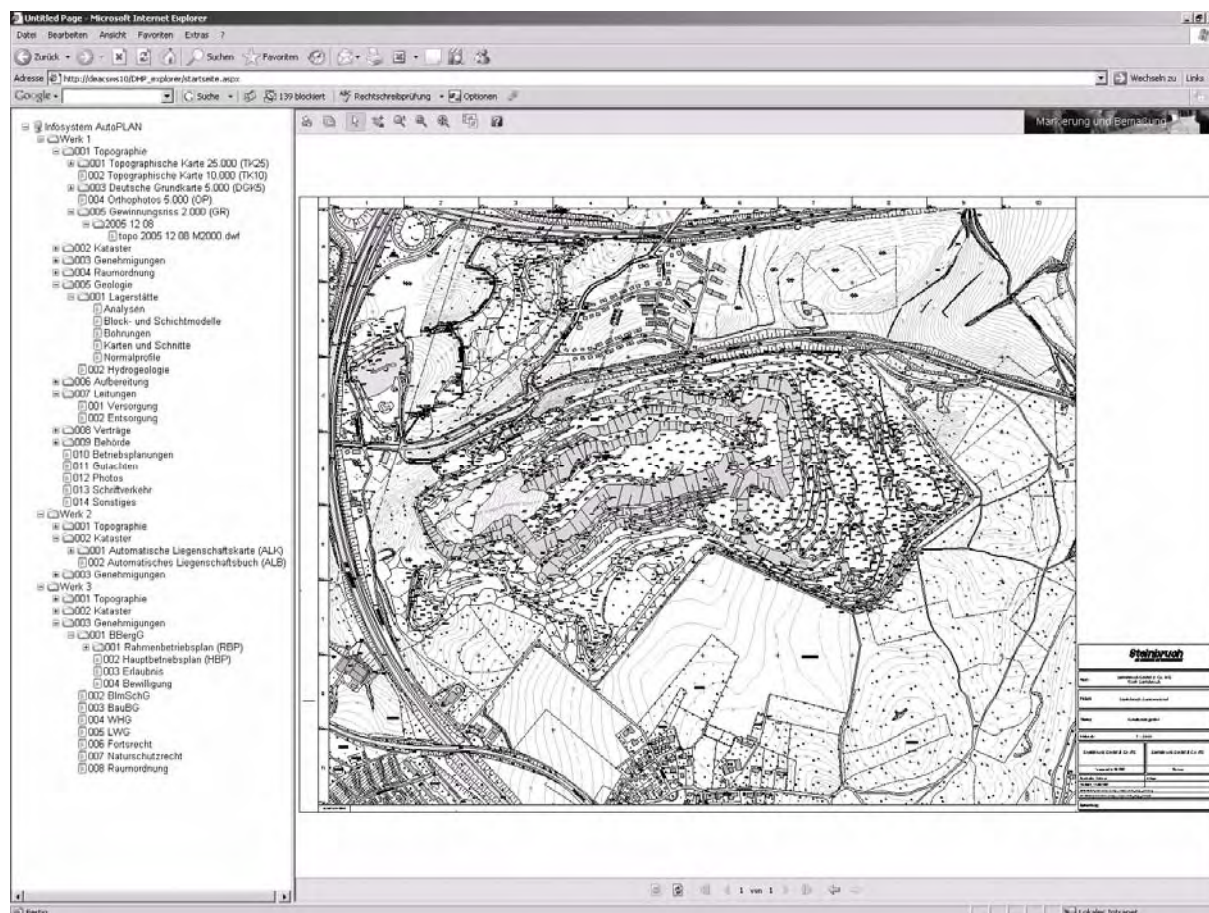 Untitled Page - Microsoft Internet Explorer
Datei Bearbeiten Ansicht Favoriten Extras ?
Zurück Suchen Favoriten
Adresse http://deacsws10/DHP_explorer/startseite.aspx Wechseln zu Links
Google Suche 139 blockiert Rechtschreibprüfung Optionen
Markierung und Bemaßung
Infosystem AutoPLAN
Werk 1
001 Topographie
001 Topographische Karte 25.000 (TK25)
002 Topographische Karte 10.000 (TK10)
003 Deutsche Grundkarte 5.000 (DGK5)
004 Orthophotos 5.000 (OP)
005 Gewinnungsriss 2.000 (GR)
2005 12 08
topo 2005 12 08 M2000.dwf
002 Kataster
003 Genehmigungen
004 Raumordnung
005 Geologie
001 Lagerstätte
Analysen
Block- und Schichtmodelle
Bohrungen
Karten und Schnitte
Normalprofile
002 Hydrogeologie
006 Aufbereitung
007 Leitungen
001 Versorgung
002 Entsorgung
008 Verträge
009 Behörde
010 Betriebsplanungen
011 Gutachten
012 Photos
013 Schriftverkehr
014 Sonstiges
Werk 2
001 Topographie
002 Kataster
001 Automatische Liegenschaftskarte (ALK)
002 Automatisches Liegenschaftsbuch (ALB)
003 Genehmigungen
Werk 3
001 Topographie
002 Kataster
003 Genehmigungen
001 BBergG
001 Rahmenbetriebsplan (RBP)
002 Hauptbetriebsplan (HBP)
003 Erlaubnis
004 Bewilligung
002 BImSchG
003 BauBG
004 WHG
005 LWG
006 Fortsrecht
007 Naturschutzrecht
008 Raumordnung
Steinbruch
1 von 1
Fertig
Lokales Intranet